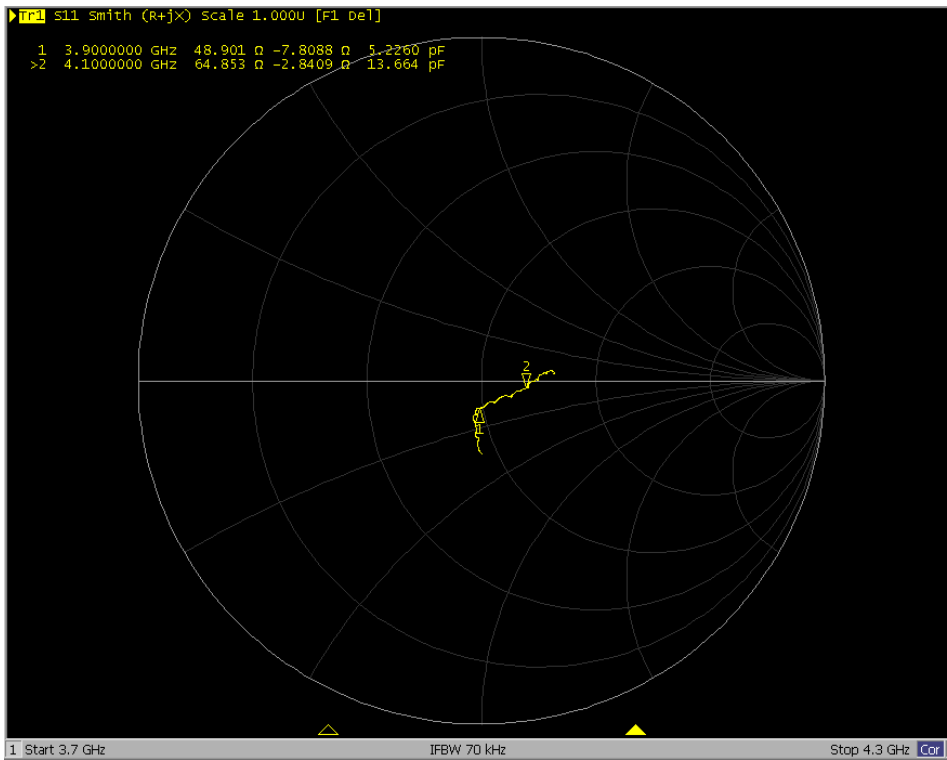 Tr1 S11 Smith (R+jX) Scale 1.000U [F1 Del]
1 3.9000000 GHz 48.901 Ω -7.8088 Ω 5.2260 pF
>2 4.1000000 GHz 64.853 Ω -2.8409 Ω 13.664 pF
2
1
1 Start 3.7 GHz IFBW 70 kHz Stop 4.3 GHz Cor